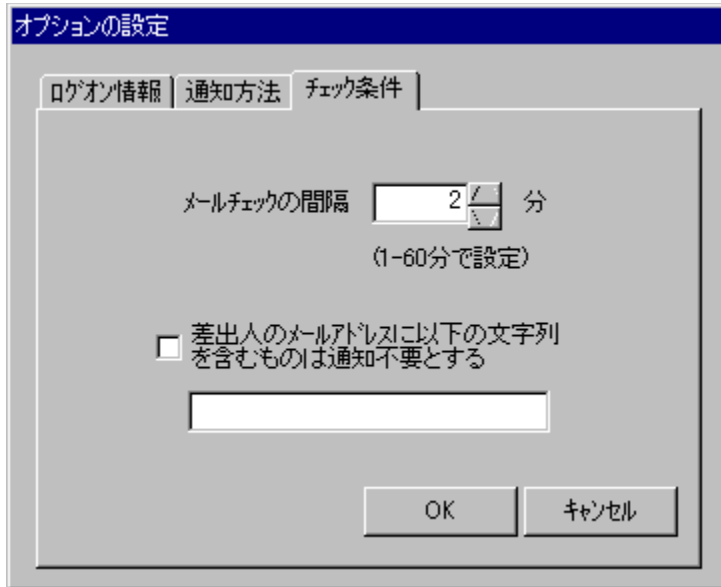 オプションの設定
ﾛｸﾞｵﾝ情報 通知方法 ﾁｪｯｸ条件
ﾒｰﾙﾁｪｯｸの間隔 2 分
(1-60分で設定)
差出人のﾒｰﾙｱﾄﾞﾚｽに以下の文字列
を含むものは通知不要とする
OK ｷｬﾝｾﾙ